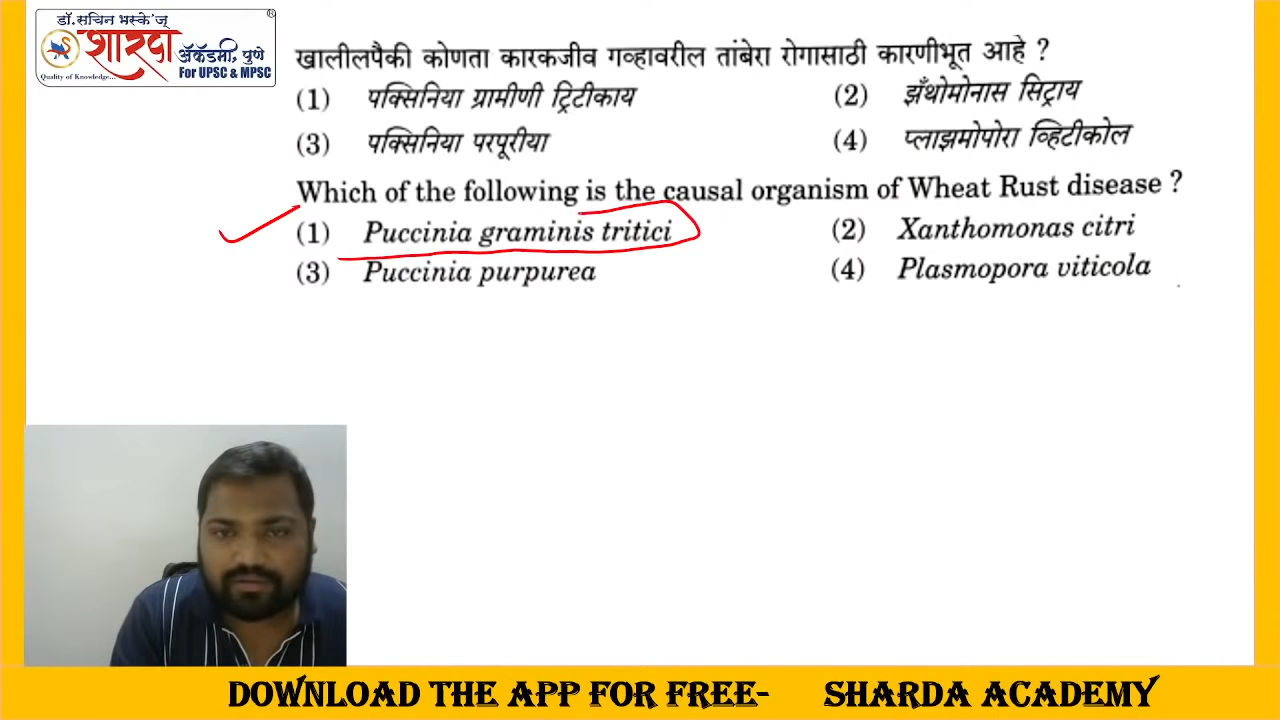 डॉ.सचिन भस्के'ज्
®
शारदा
ॲकॅडमी, पुणे
Quality of Knowledge...
For UPSC & MPSC
खालीलपैकी कोणता कारकजीव गव्हावरील तांबेरा रोगासाठी कारणीभूत आहे ?
(1) पक्सिनिया ग्रामीणी ट्रिटीकाय (2) झँथोमोनास सिट्राय
(3) पक्सिनिया परपूरीया (4) प्लाझमोपोरा व्हिटीकोल
Which of the following is the causal organism of Wheat Rust disease ?
(1) Puccinia graminis tritici (2) Xanthomonas citri
(3) Puccinia purpurea (4) Plasmopora viticola
DOWNLOAD THE APP FOR FREE- SHARDA ACADEMY